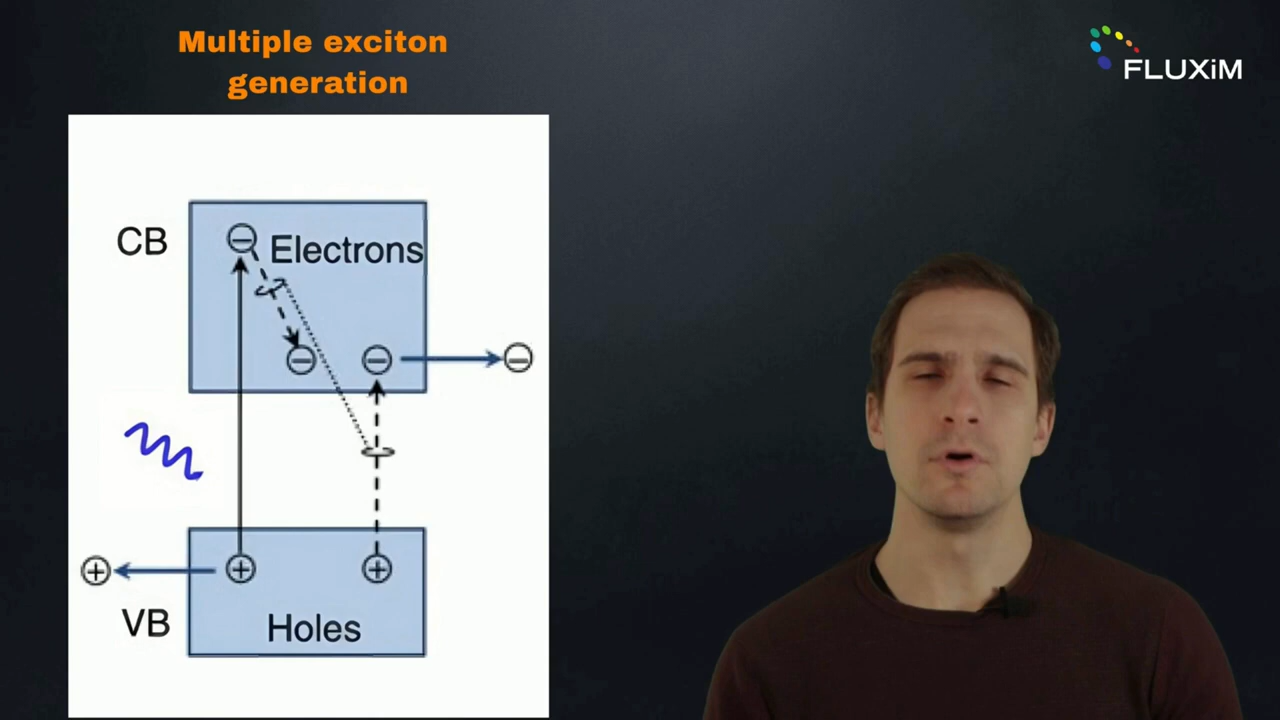 Multiple exciton
generation
FLUXiM
CB
Electrons
VB
Holes